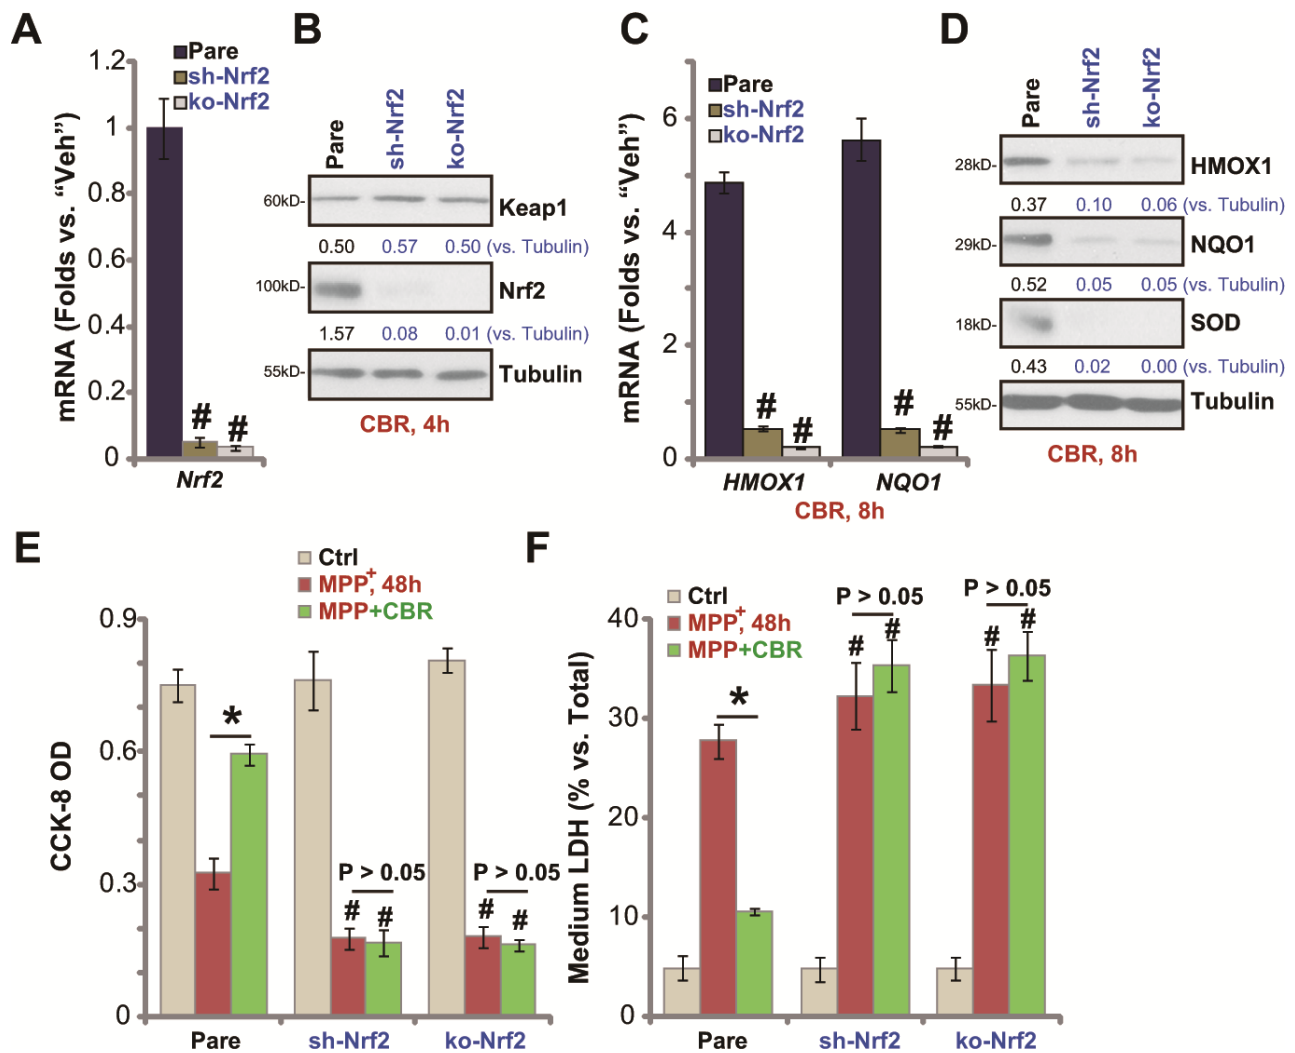 A
mRNA (Folds vs. “Veh”)
1.2
1
0.8
0.6
0.4
0.2
0
Pare
sh-Nrf2
ko-Nrf2
#
#
Nrf2
B
Pare
sh-Nrf2
ko-Nrf2
60kD-
Keap1
0.50 0.57 0.50 (vs. Tubulin)
100kD-
Nrf2
1.57 0.08 0.01 (vs. Tubulin)
55kD-
Tubulin
CBR, 4h
C
mRNA (Folds vs. “Veh”)
6
4
2
0
Pare
sh-Nrf2
ko-Nrf2
# # # #
HMOX1 NQO1
CBR, 8h
D
Pare
sh-Nrf2
ko-Nrf2
28kD-
HMOX1
0.37 0.10 0.06 (vs. Tubulin)
29kD-
NQO1
0.52 0.05 0.05 (vs. Tubulin)
18kD-
SOD
0.43 0.02 0.00 (vs. Tubulin)
55kD-
Tubulin
CBR, 8h
E
Ctrl
MPP+, 48h
MPP+CBR
CCK-8 OD
0.9
0.6
0.3
0
*
P > 0.05
# #
P > 0.05
# #
Pare sh-Nrf2 ko-Nrf2
F
Ctrl
MPP+, 48h
MPP+CBR
Medium LDH (% vs. Total)
40
30
20
10
0
*
P > 0.05
# #
P > 0.05
# #
Pare sh-Nrf2 ko-Nrf2